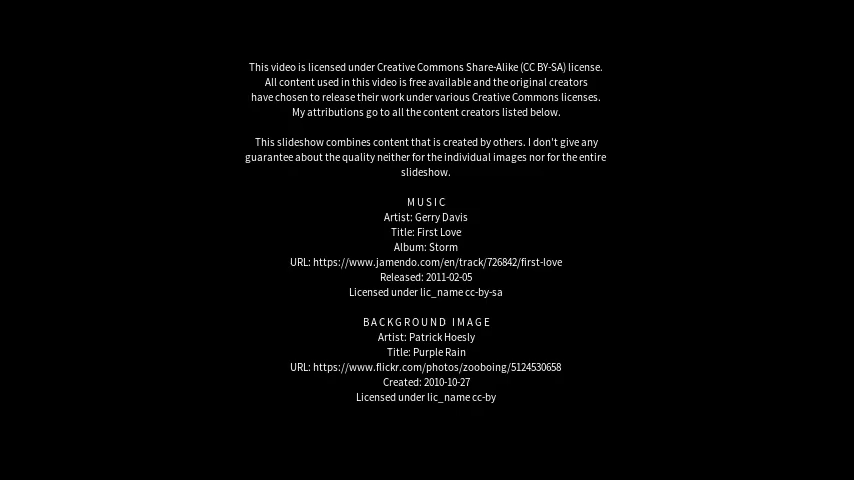 This video is licensed under Creative Commons Share-Alike (CC BY-SA) license.
All content used in this video is free available and the original creators
have chosen to release their work under various Creative Commons licenses.
My attributions go to all the content creators listed below.
This slideshow combines content that is created by others. I don't give any
guarantee about the quality neither for the individual images nor for the entire
slideshow.
M U S I C
Artist: Gerry Davis
Title: First Love
Album: Storm
URL: https://www.jamendo.com/en/track/726842/first-love
Released: 2011-02-05
Licensed under lic_name cc-by-sa
B A C K G R O U N D  I M A G E
Artist: Patrick Hoesly
Title: Purple Rain
URL: https://www.flickr.com/photos/zooboing/5124530658
Created: 2010-10-27
Licensed under lic_name cc-by